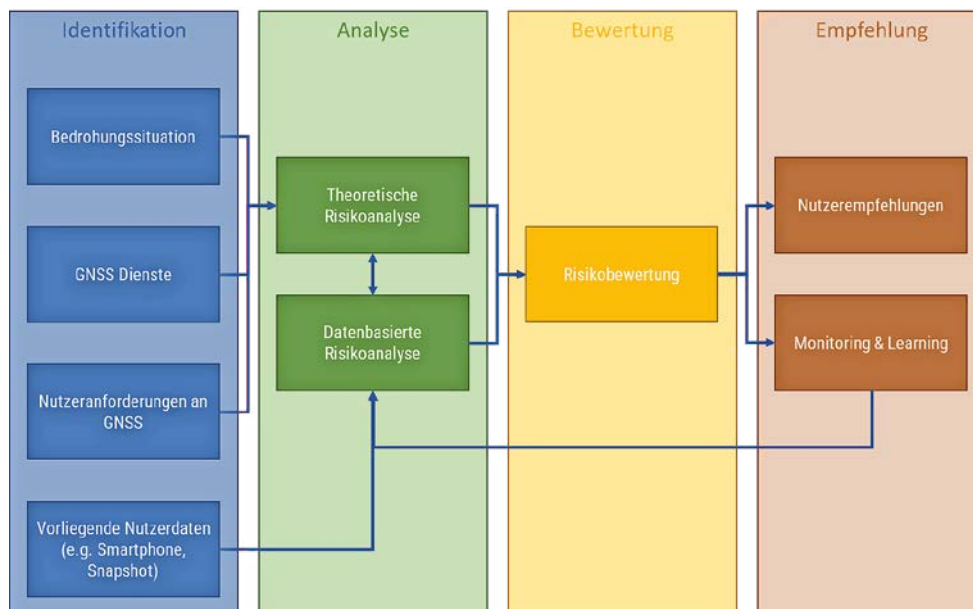 Identifikation
Bedrohungssituation
GNSS Dienste
Nutzeranforderungen an
GNSS
Vorliegende Nutzerdaten
(e.g. Smartphone,
Snapshot)
Analyse
Theoretische
Risikoanalyse
Datenbasierte
Risikoanalyse
Bewertung
Risikobewertung
Empfehlung
Nutzerempfehlungen
Monitoring & Learning